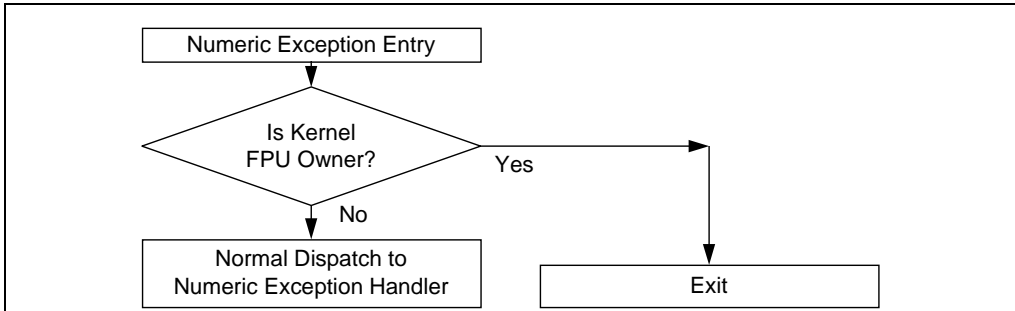 Numeric Exception Entry
Is Kernel
FPU Owner?
Yes
No
Normal Dispatch to
Numeric Exception Handler
Exit